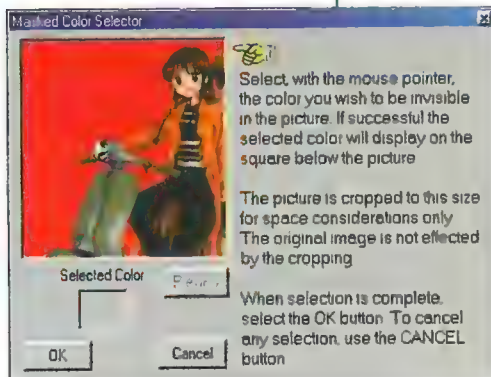 Masked Color Selector
Select, with the mouse pointer,
the color you wish to be invisible
in the picture. If successful the
selected color will display on the
square below the picture
The picture is cropped to this size
for space considerations only
The original image is not effected
by the cropping
When selection is complete,
select the OK button To cancel
any selection, use the CANCEL
button
Selected Color
OK
Cancel